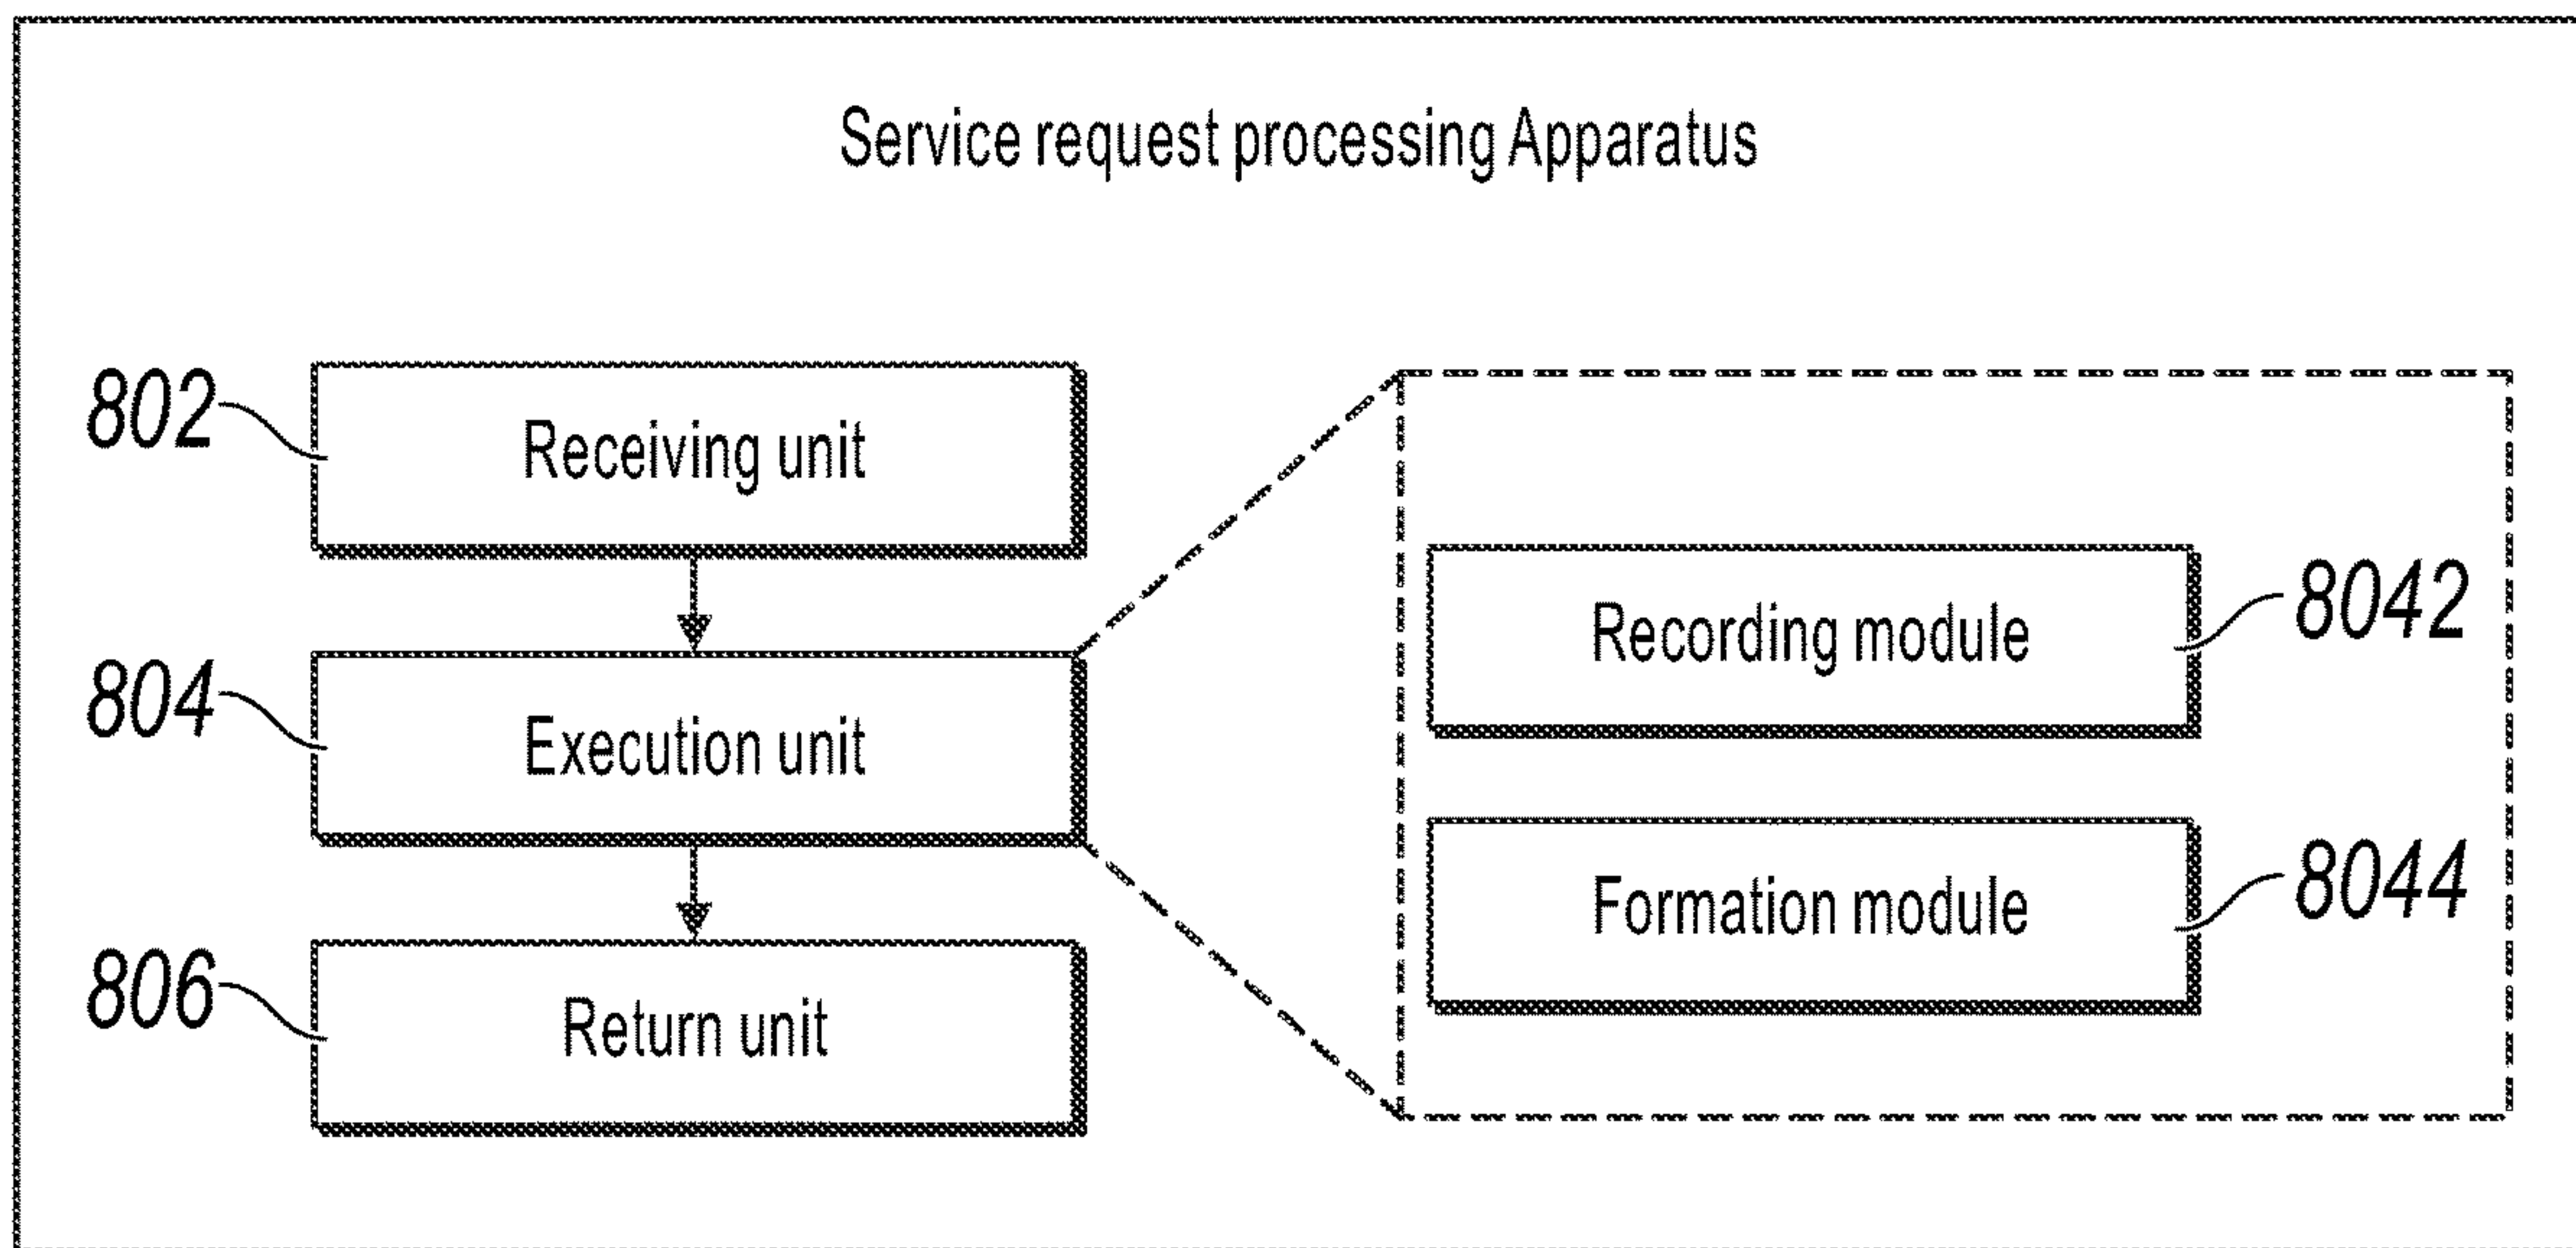 Service request processing Apparatus
802
Receiving unit
804
Execution unit
806
Return unit
Recording module
8042
Formation module
8044